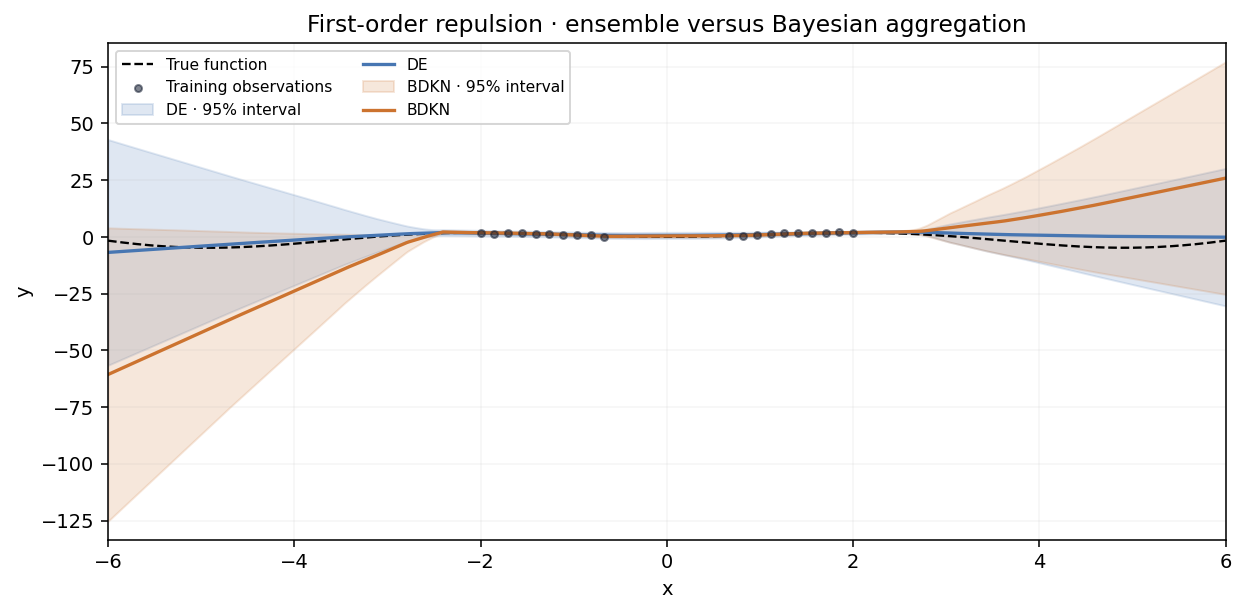 First-order repulsion · ensemble versus Bayesian aggregation
True function
Training observations
DE · 95% interval
DE
BDKN · 95% interval
BDKN
75
50
25
0
−25
−50
−75
−100
−125
y
−6 −4 −2 0 2 4 6
x